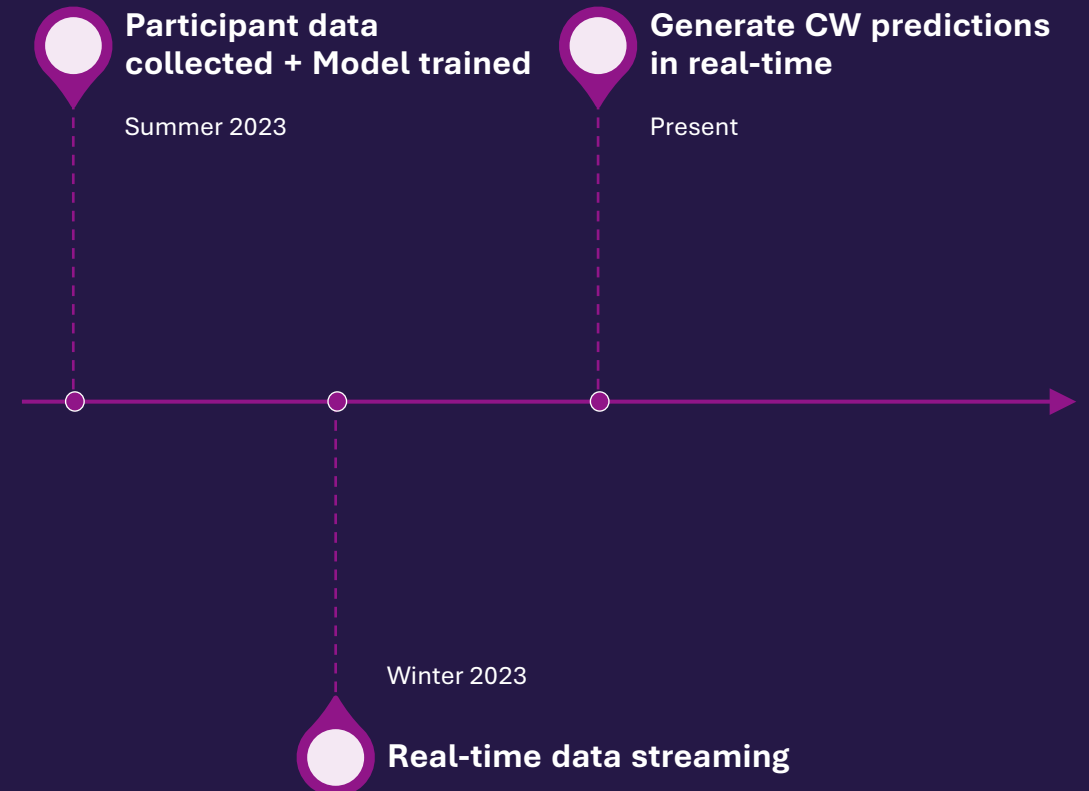 Participant data
collected + Model trained
Summer 2023
Generate CW predictions
in real-time
Present
Winter 2023
Real-time data streaming